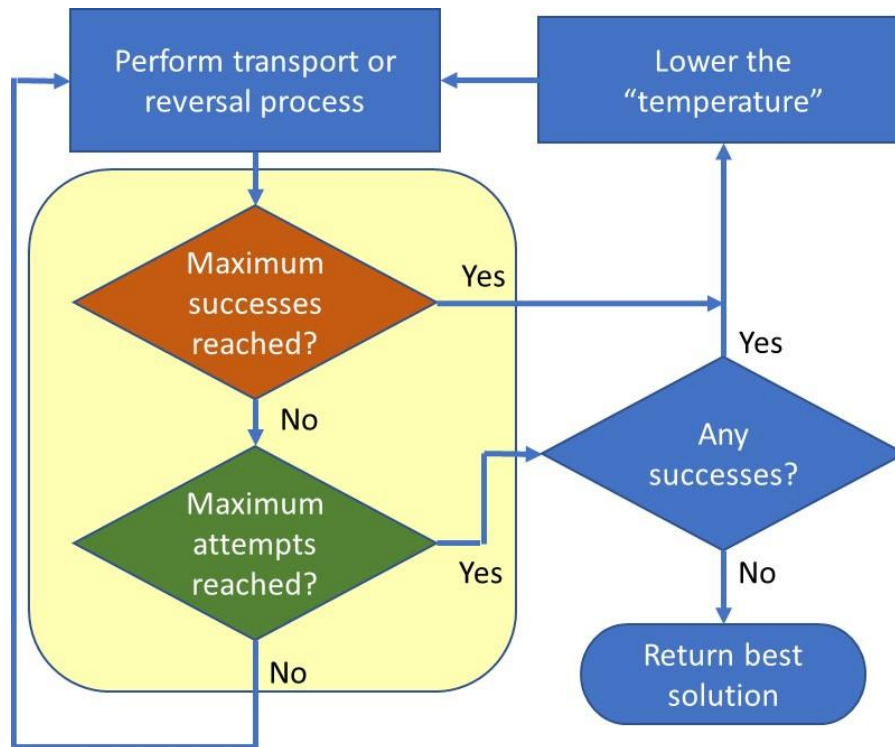 Perform transport or
reversal process
Lower the
“temperature”
Maximum
successes
reached?
Yes
No
Yes
Any
successes?
Maximum
attempts
reached?
Yes
No
No
Return best
solution